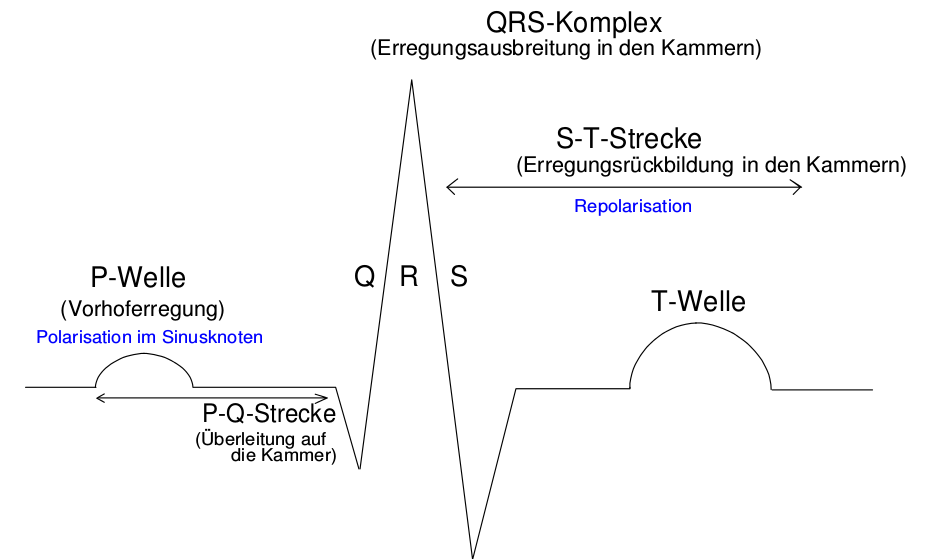 QRS-Komplex
(Erregungsausbreitung in den Kammern)
S-T-Strecke
(Erregungsrückbildung in den Kammern)
Repolarisation
Q R S
P-Welle
(Vorhoferregung)
Polarisation im Sinusknoten
T-Welle
P-Q-Strecke
(Überleitung auf
die Kammer)